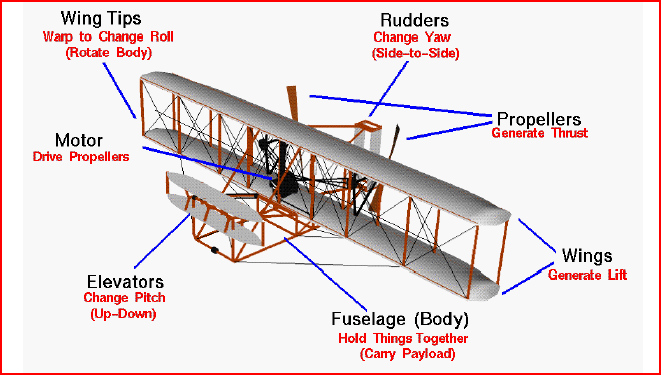 Wing Tips
Warp to Change Roll
(Rotate Body)
Rudders
Change Yaw
(Side-to-Side)
Propellers
Generate Thrust
Motor
Drive Propellers
Wings
Generate Lift
Elevators
Change Pitch
(Up-Down)
Fuselage (Body)
Hold Things Together
(Carry Payload)